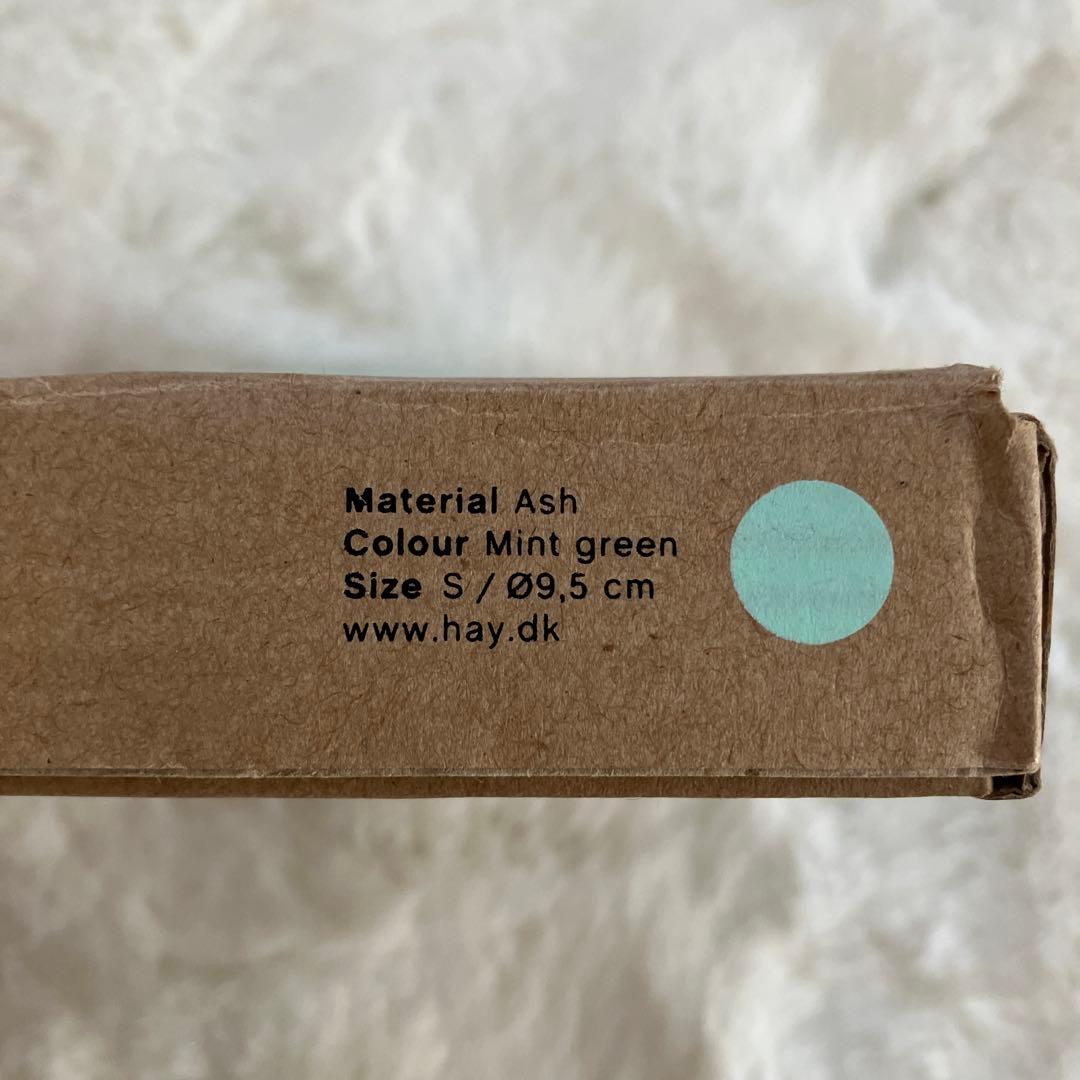 Material Ash
Colour Mint green
Size S / Ø9,5 cm
www.hay.dk